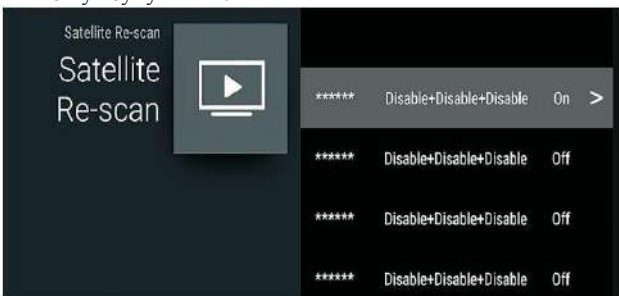 Satellite Re-scan
Satellite
Re-scan
****** Disable+Disable+Disable On >
****** Disable+Disable+Disable Off
****** Disable+Disable+Disable Off
****** Disable+Disable+Disable Off